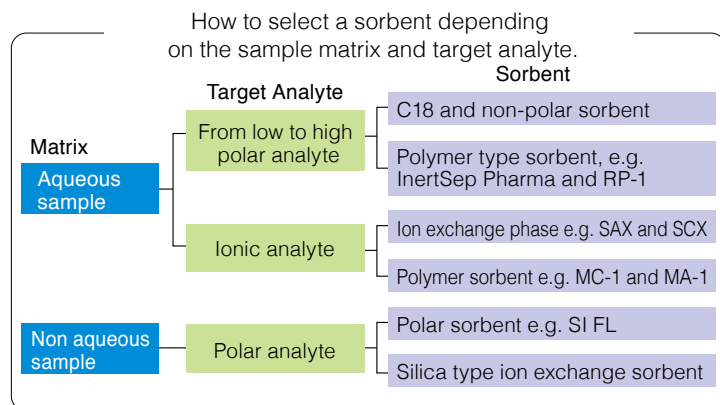 How to select a sorbent depending
on the sample matrix and target analyte.
Sorbent
Target Analyte
Matrix
Aqueous
sample
From low to high
polar analyte
C18 and non-polar sorbent
Polymer type sorbent, e.g.
InertSep Pharma and RP-1
Ionic analyte
Ion exchange phase e.g. SAX and SCX
Polymer sorbent e.g. MC-1 and MA-1
Non aqueous
sample
Polar analyte
Polar sorbent e.g. SI FL
Silica type ion exchange sorbent